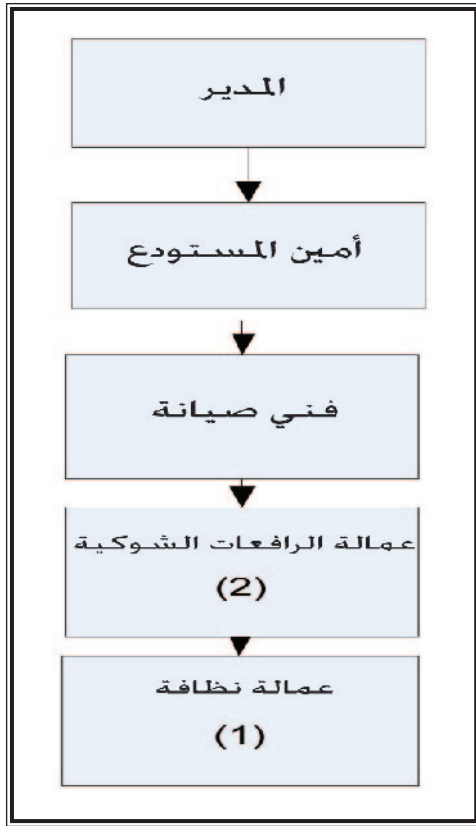 المدير
أمين المستودع
فني صيانة
عمالة الرافعات الشوكية
(2)
عمالة نظافة
(1)